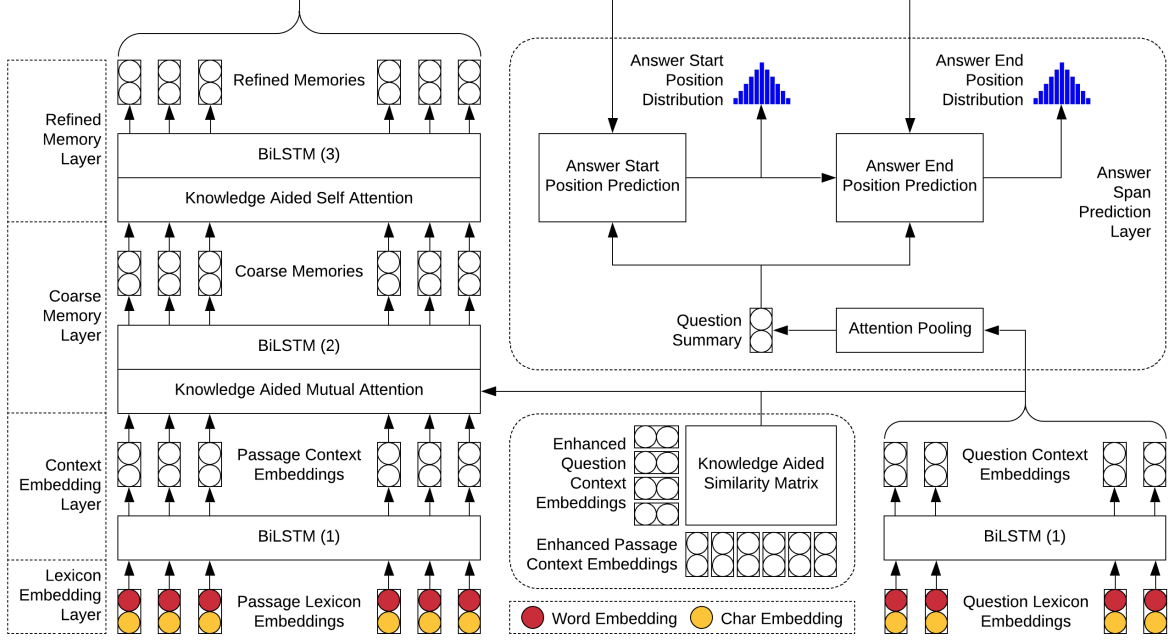 Refined
Memory
Layer
Refined Memories
BiLSTM (3)
Knowledge Aided Self Attention
Coarse
Memory
Layer
Coarse Memories
BiLSTM (2)
Knowledge Aided Mutual Attention
Context
Embedding
Layer
Passage Context
Embeddings
BiLSTM (1)
Lexicon
Embedding
Layer
Passage Lexicon
Embeddings
Answer Start
Position
Distribution
Answer End
Position
Distribution
Answer Start
Position Prediction
Answer End
Position Prediction
Answer
Span
Prediction
Layer
Question
Summary
Attention Pooling
Enhanced
Question
Context
Embeddings
Knowledge Aided
Similarity Matrix
Enhanced Passage
Context Embeddings
Word Embedding
Char Embedding
Question Context
Embeddings
BiLSTM (1)
Question Lexicon
Embeddings